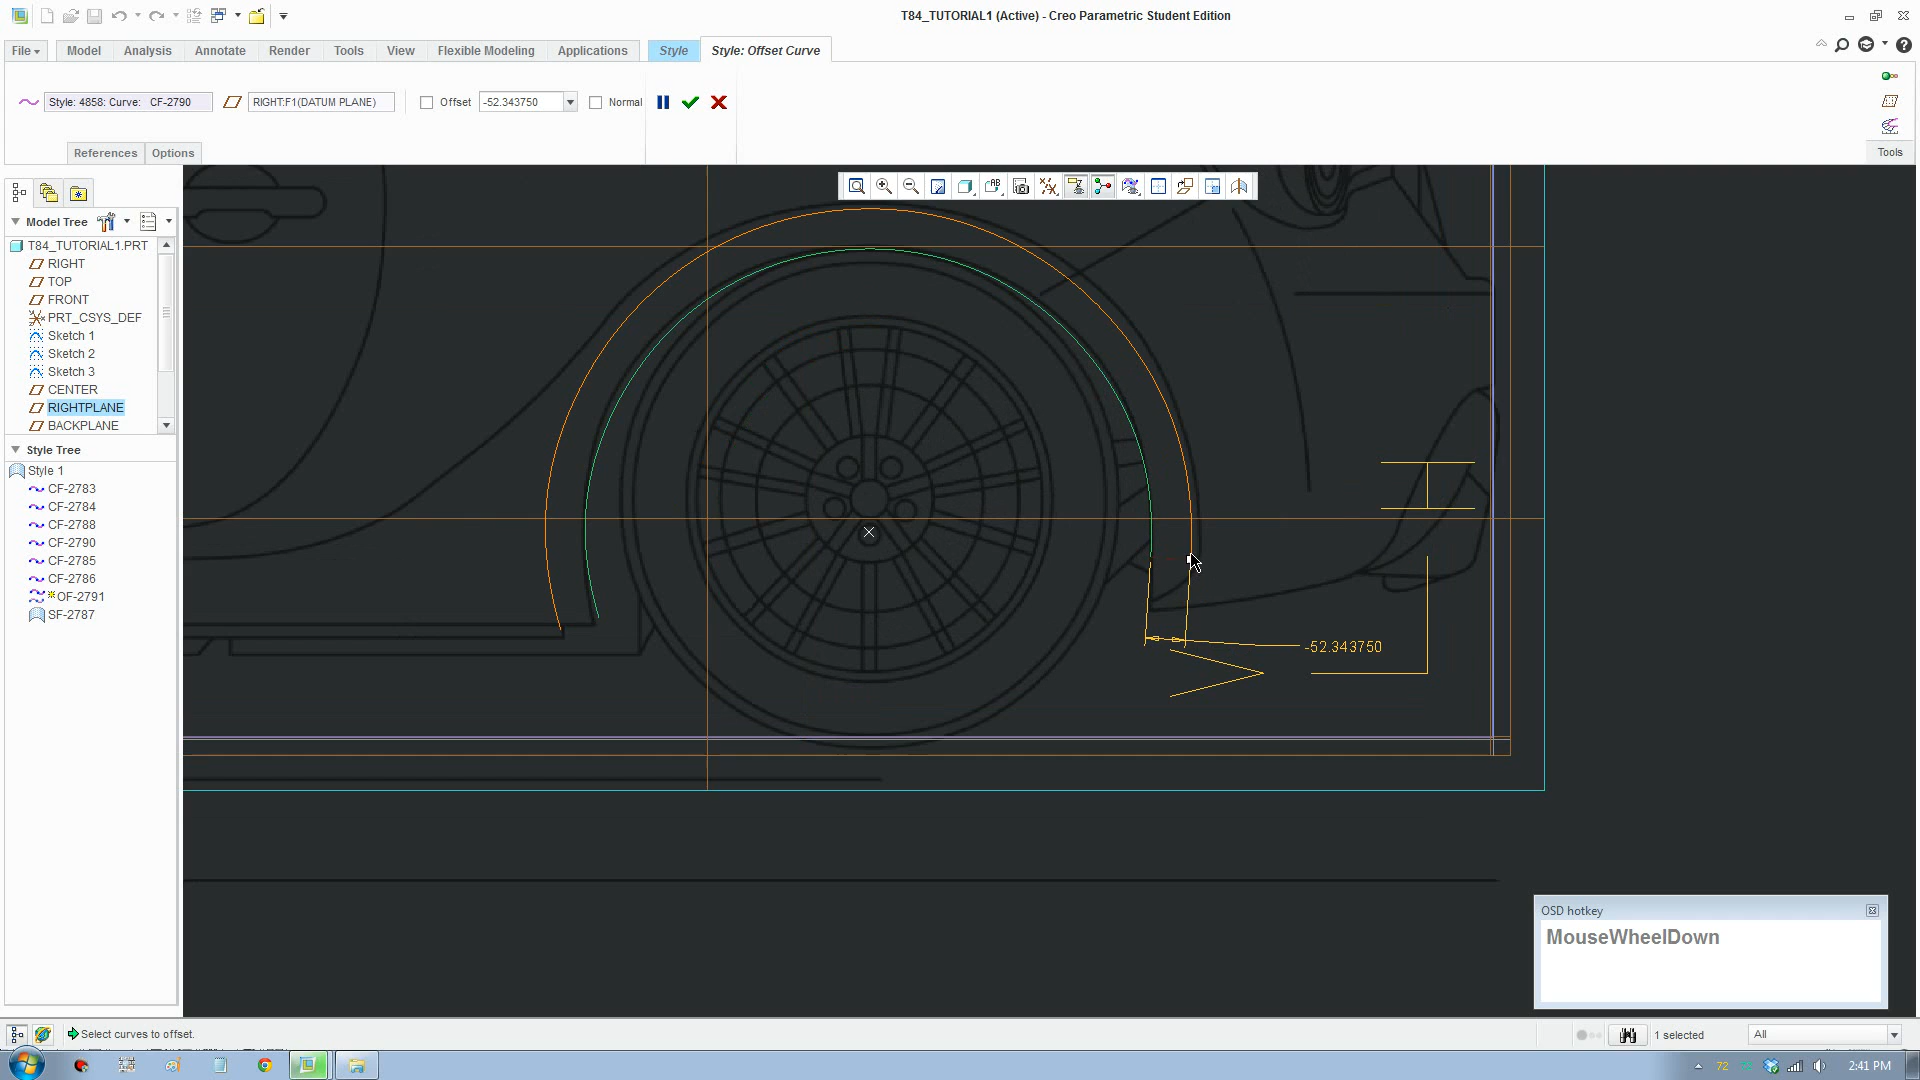 T84_TUTORIAL1 (Active) - Creo Parametric Student Edition
File Model Analysis Annotate Render Tools View Flexible Modeling Applications Style Style: Offset Curve
Style: 4858: Curve: CF-2790 RIGHT:F1(DATUM PLANE) Offset -52.343750 Normal
References Options Tools
Model Tree
T84_TUTORIAL1.PRT
RIGHT
TOP
FRONT
PRT_CSYS_DEF
Sketch 1
Sketch 2
Sketch 3
CENTER
RIGHTPLANE
BACKPLANE
Style Tree
Style 1
CF-2783
CF-2784
CF-2788
CF-2790
CF-2785
CF-2786
OF-2791
SF-2787
-52.343750
OSD hotkey
MouseWheelDown
Select curves to offset.
1 selected All
72 2:41 PM